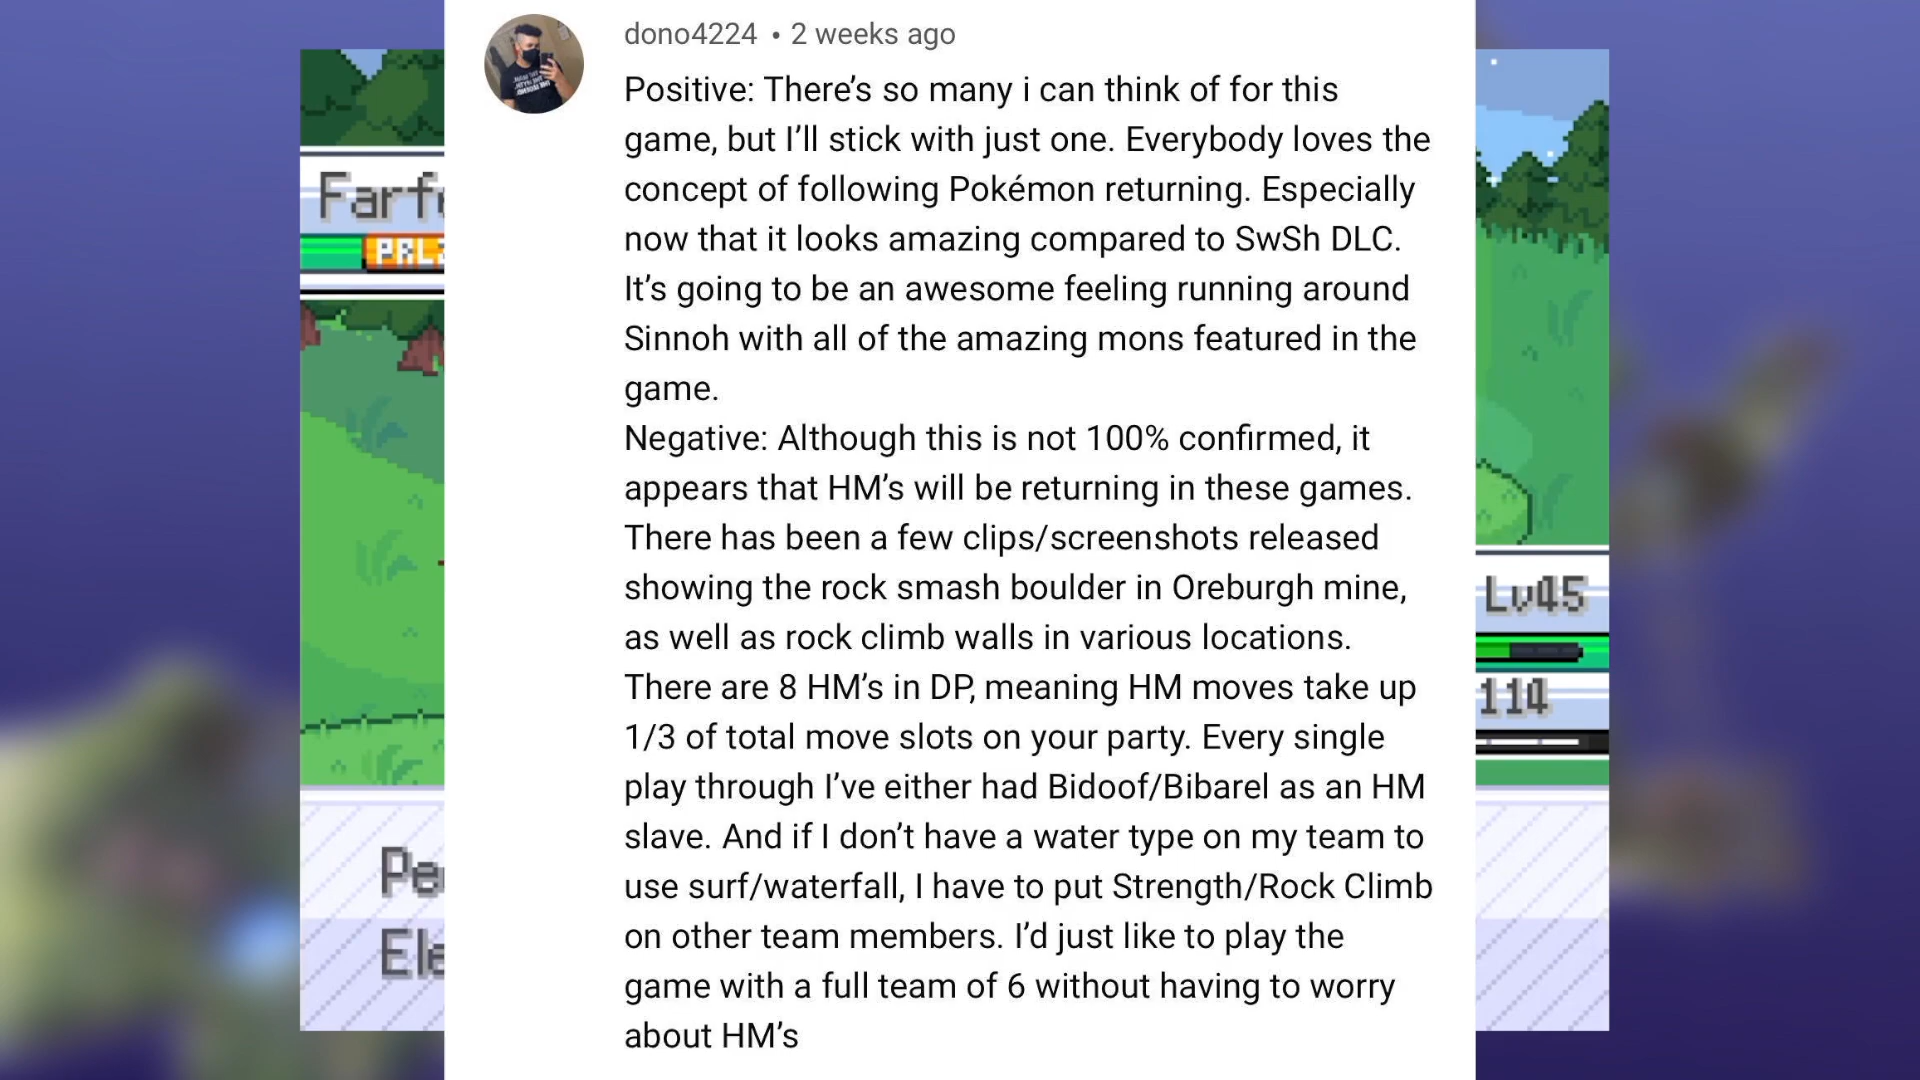 dono4224 • 2 weeks ago
Positive: There's so many i can think of for this
game, but I'll stick with just one. Everybody loves the
concept of following Pokémon returning. Especially
now that it looks amazing compared to SwSh DLC.
It's going to be an awesome feeling running around
Sinnoh with all of the amazing mons featured in the
game.
Negative: Although this is not 100% confirmed, it
appears that HM's will be returning in these games.
There has been a few clips/screenshots released
showing the rock smash boulder in Oreburgh mine,
as well as rock climb walls in various locations.
There are 8 HM's in DP, meaning HM moves take up
1/3 of total move slots on your party. Every single
play through I've either had Bidoof/Bibarel as an HM
slave. And if I don't have a water type on my team to
use surf/waterfall, I have to put Strength/Rock Climb
on other team members. I'd just like to play the
game with a full team of 6 without having to worry
about HM's
Farf
PRLZ
Pe
Ele
Lv45
114